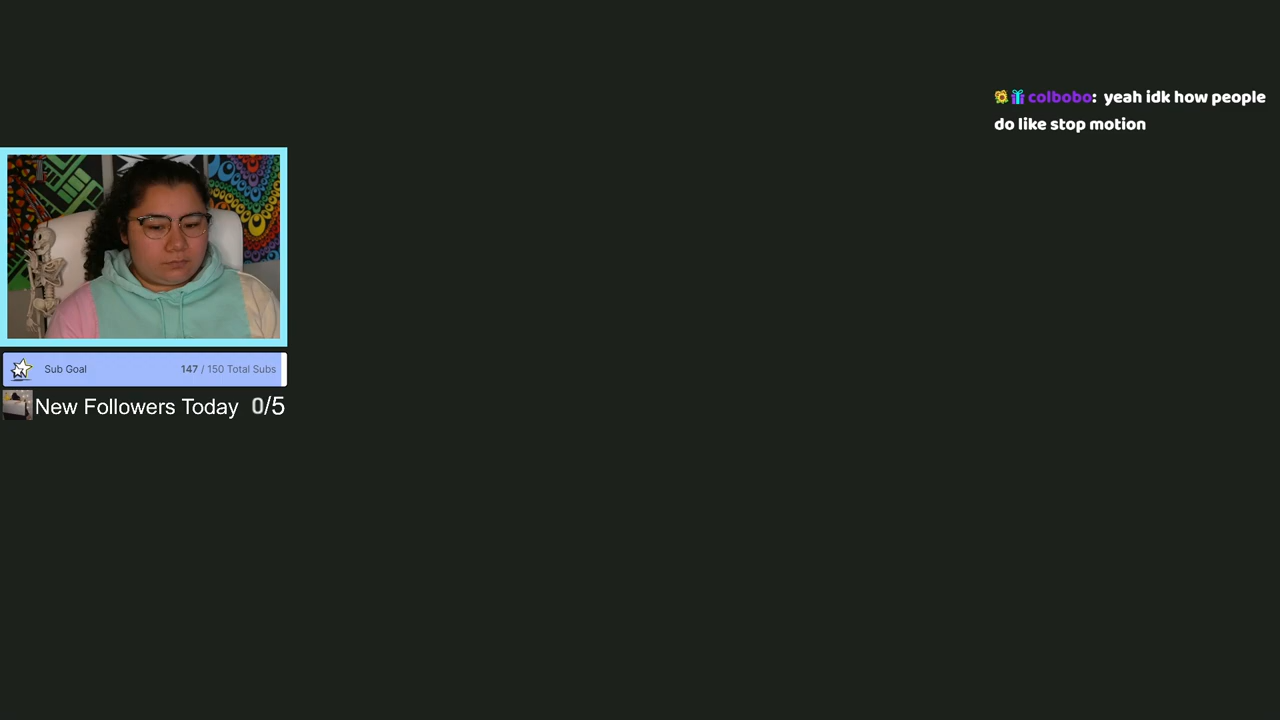 colbobo: yeah idk how people
do like stop motion
Sub Goal 147 / 150 Total Subs
New Followers Today 0/5